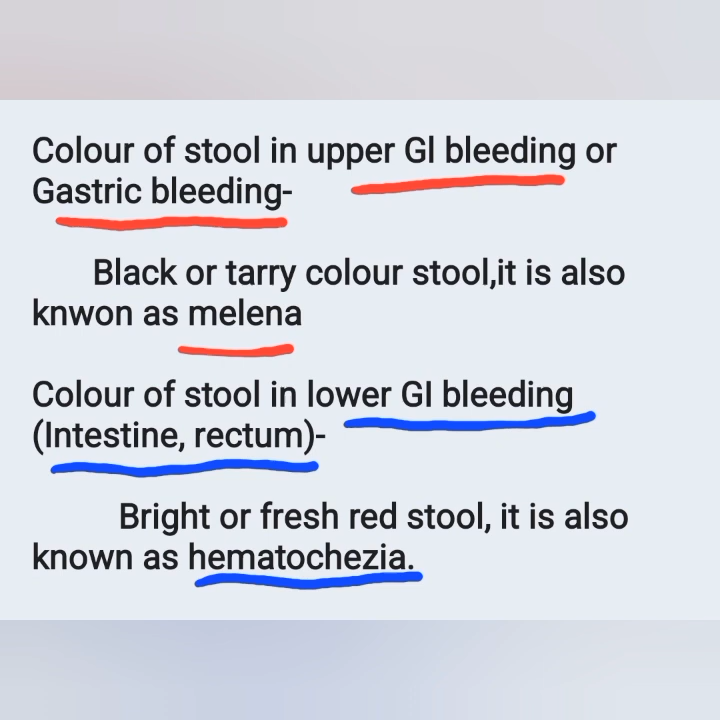 Colour of stool in upper GI bleeding or
Gastric bleeding-
Black or tarry colour stool,it is also
knwon as melena
Colour of stool in lower GI bleeding
(Intestine, rectum)-
Bright or fresh red stool, it is also
known as hematochezia.